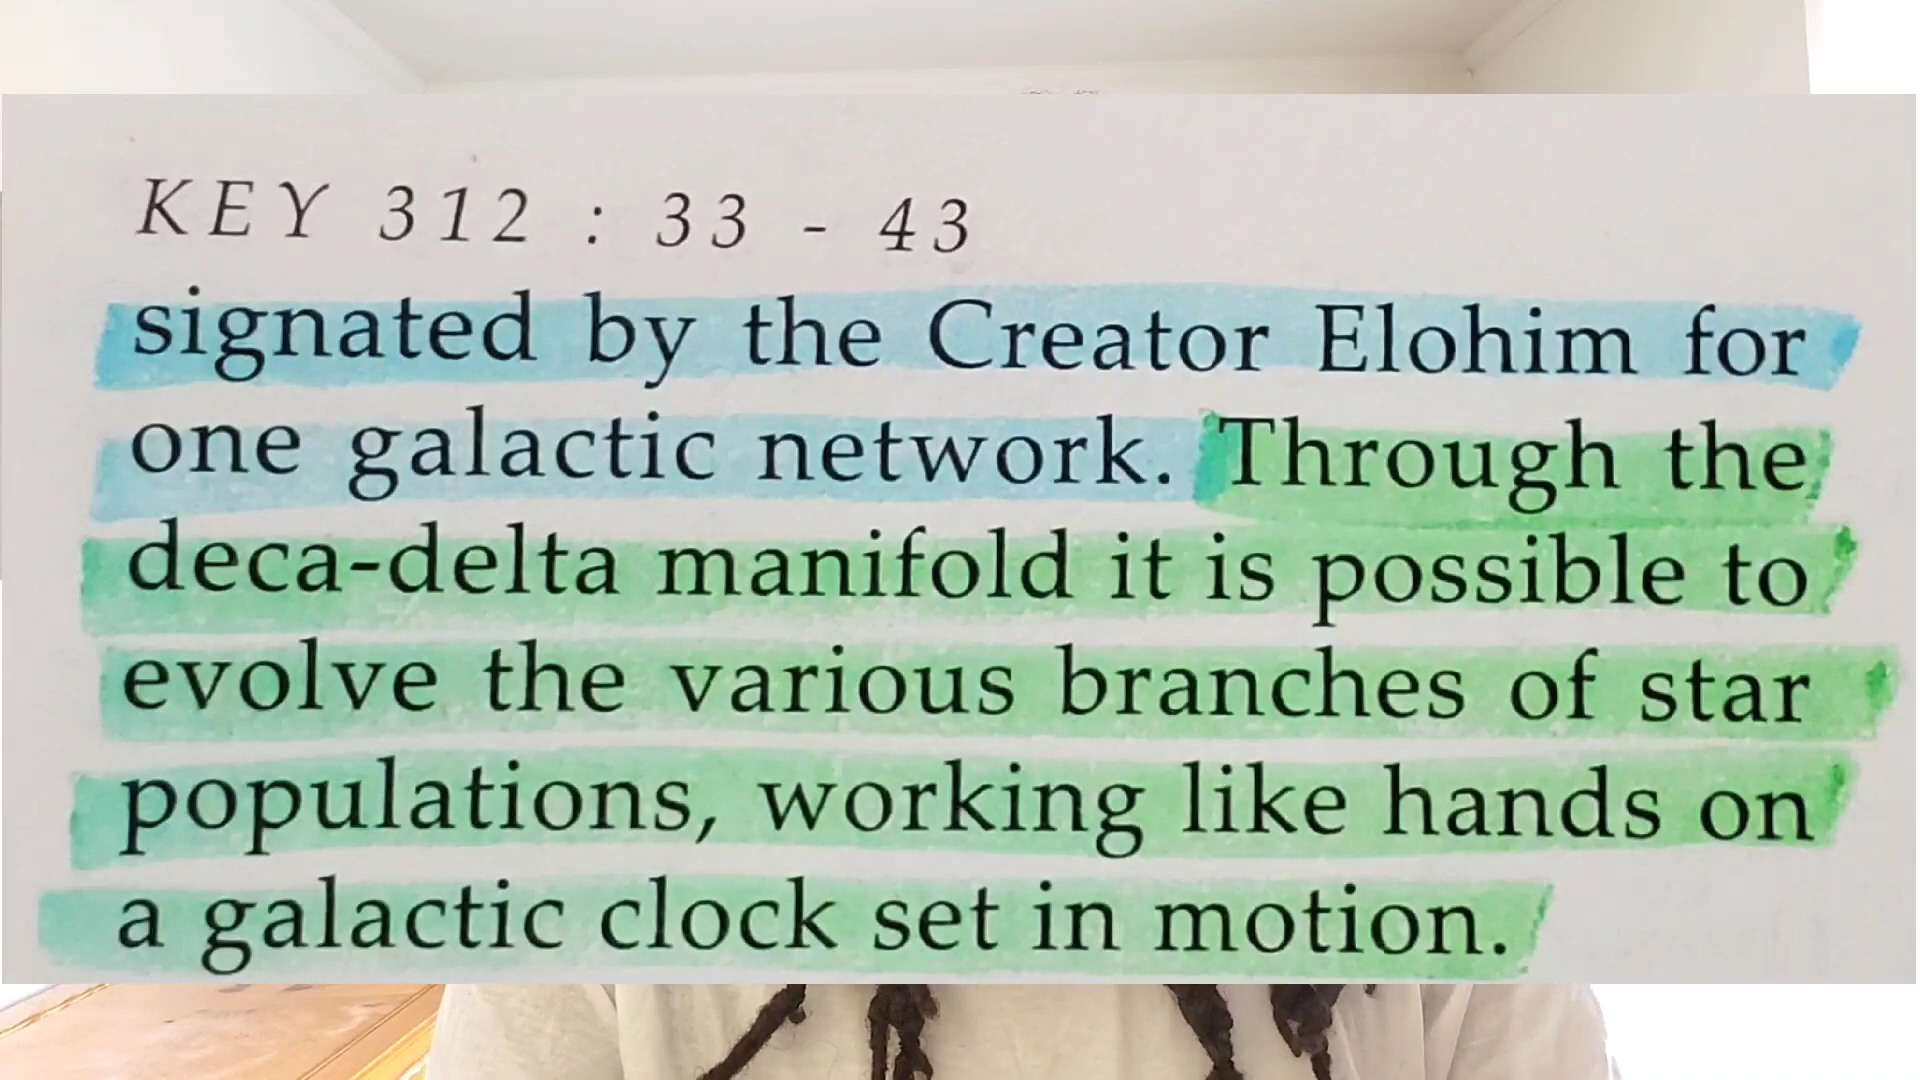 KEY 312 : 33 - 43
signated by the Creator Elohim for
one galactic network. Through the
deca-delta manifold it is possible to
evolve the various branches of star
populations, working like hands on
a galactic clock set in motion.